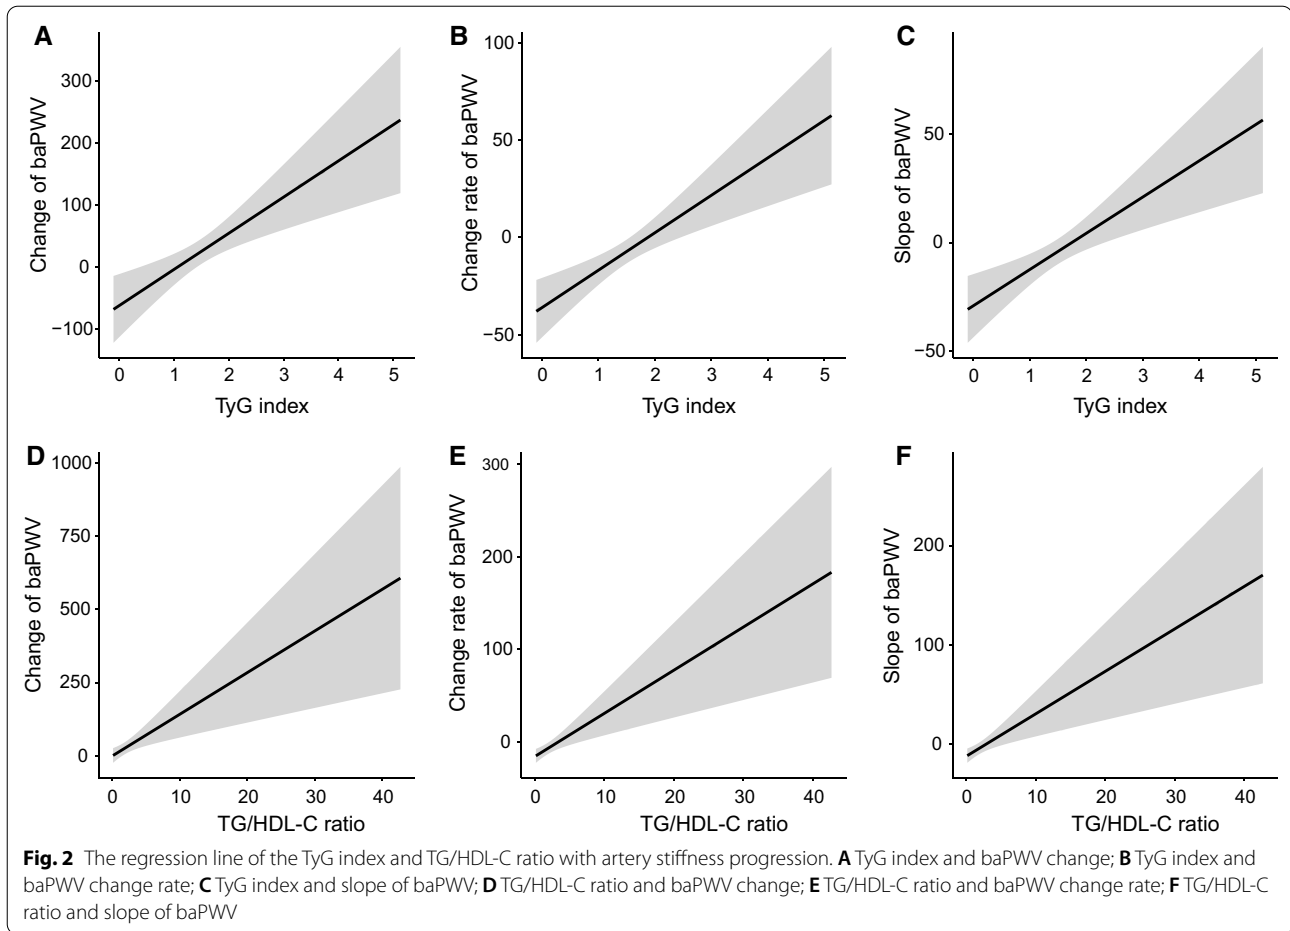 A
Change of baPWV
300
200
100
0
−100
0 1 2 3 4 5
TyG index
B
Change rate of baPWV
100
50
0
−50
0 1 2 3 4 5
TyG index
C
Slope of baPWV
50
0
−50
0 1 2 3 4 5
TyG index
D
Change of baPWV
1000
750
500
250
0
0 10 20 30 40
TG/HDL-C ratio
E
Change rate of baPWV
300
200
100
0
0 10 20 30 40
TG/HDL-C ratio
F
Slope of baPWV
200
100
0
0 10 20 30 40
TG/HDL-C ratio
Fig. 2 The regression line of the TyG index and TG/HDL-C ratio with artery stiffness progression. A TyG index and baPWV change; B TyG index and
baPWV change rate; C TyG index and slope of baPWV; D TG/HDL-C ratio and baPWV change; E TG/HDL-C ratio and baPWV change rate; F TG/HDL-C
ratio and slope of baPWV